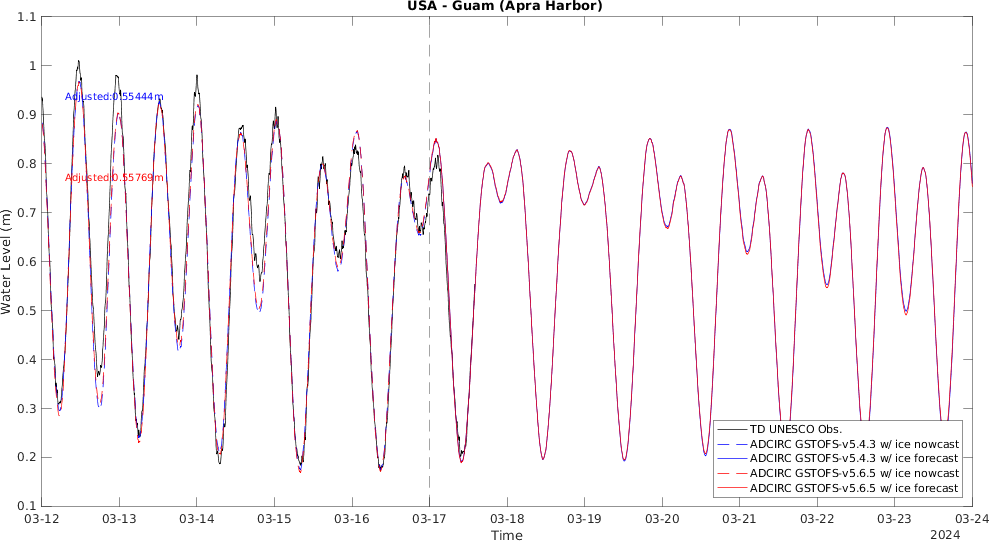 USA - Guam (Apra Harbor)
1.1
1
0.9
0.8
0.7
0.6
0.5
0.4
0.3
0.2
0.1
Water Level (m)
Adjusted:0.55444m
Adjusted:0.55769m
TD UNESCO Obs.
ADCIRC GSTOFS-v5.4.3 w/ ice nowcast
ADCIRC GSTOFS-v5.4.3 w/ ice forecast
ADCIRC GSTOFS-v5.6.5 w/ ice nowcast
ADCIRC GSTOFS-v5.6.5 w/ ice forecast
03-12 03-13 03-14 03-15 03-16 03-17 03-18 03-19 03-20 03-21 03-22 03-23 03-24
Time
2024